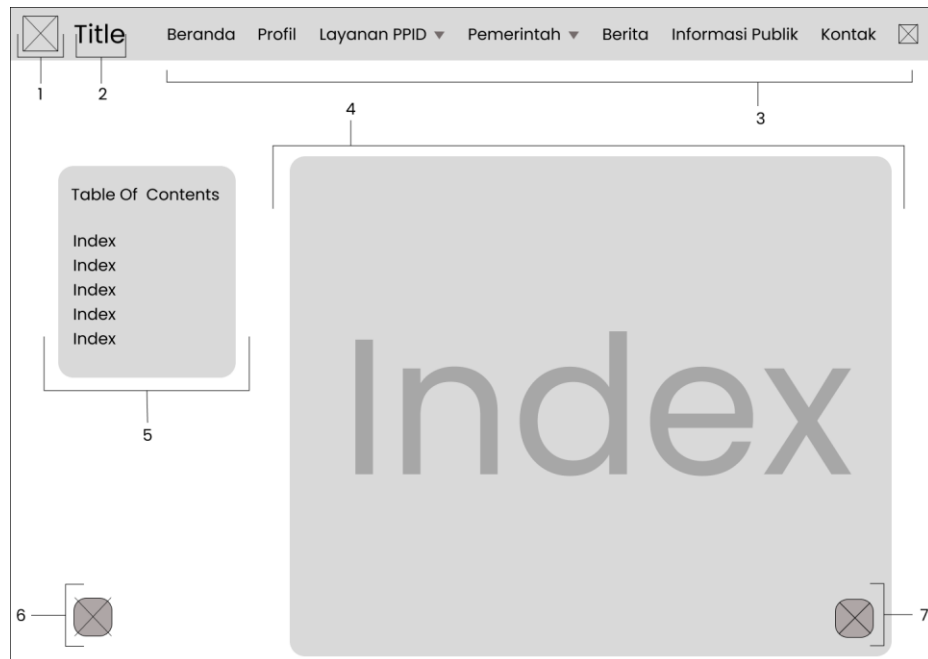 Title Beranda Profil Layanan PPID Pemerintah Berita Informasi Publik Kontak
1 2
3
4
Table Of Contents
Index
Index
Index
Index
Index
5
Index
6
7